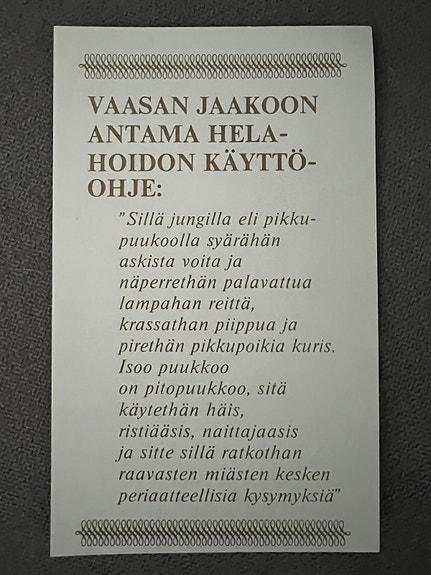 VAASAN JAAKOON
ANTAMA HELA-
HOIDON KÄYTTÖ-
OHJE:
"Sillä jungilla eli pikku-
puukoolla syärähän
askista voita ja
näperrethän palavattua
lampahan reittä,
krassathan piippua ja
pirethän pikkupoikia kuris.
Isoo puukkoo
on pitopuukkoo, sitä
käytethän häis,
ristiääsis, naittajaasis
ja sitte sillä ratkothan
raavasten miästen kesken
periaatteellisia kysymyksiä"